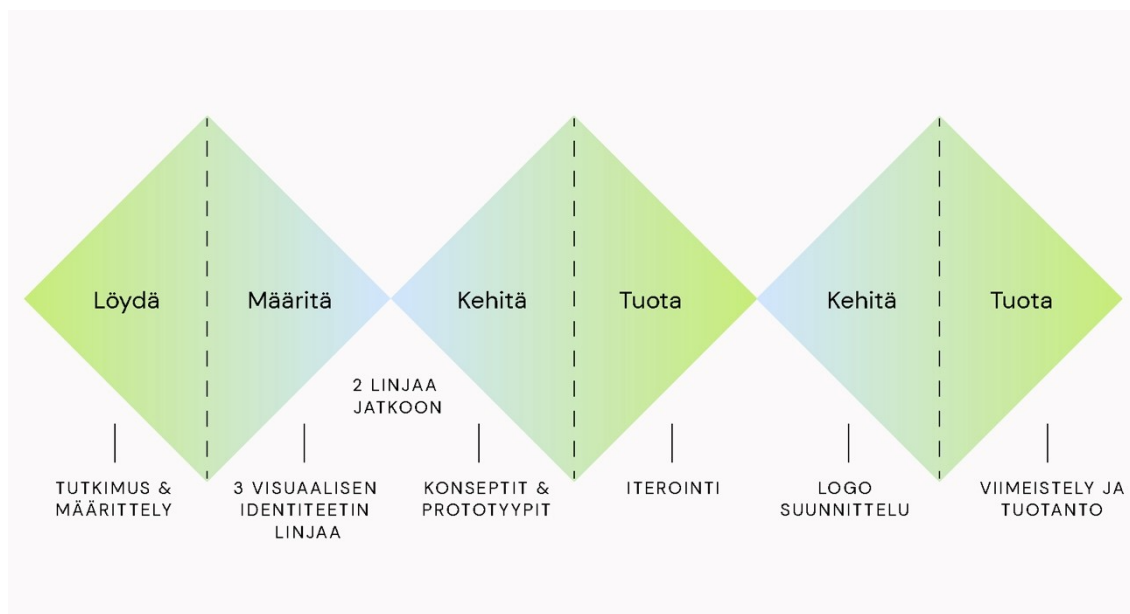 Löydä
Määritä
Kehitä
Tuota
Kehitä
Tuota
2 LINJAA
JATKOON
TUTKIMUS &
MÄÄRITTELY
3 VISUAALISEN
IDENTITEETIN
LINJAA
KONSEPTIT &
PROTOTYYPIT
ITEROINTI
LOGO
SUUNNITTELU
VIIMEISTELY JA
TUOTANTO